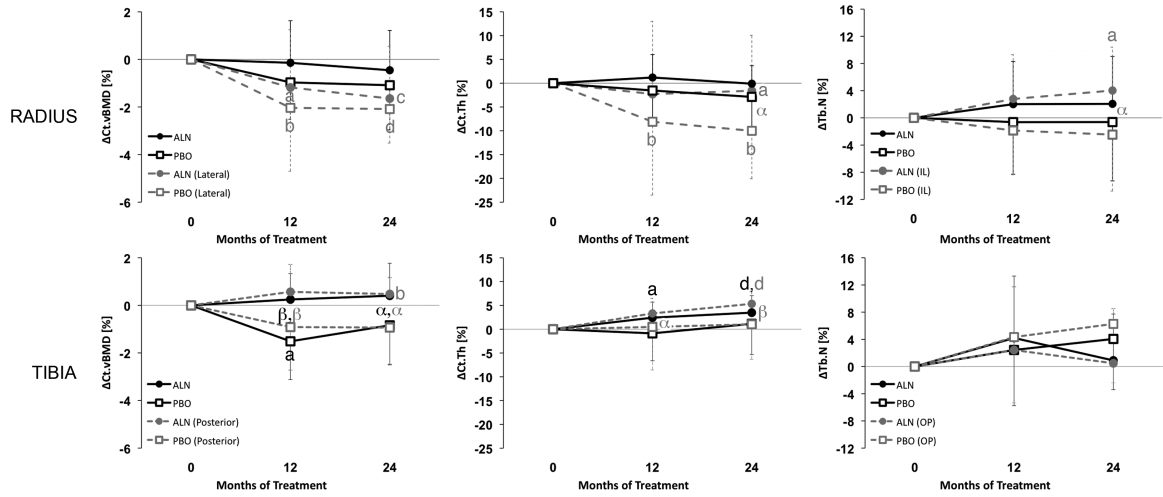 RADIUS
ΔCt.vBMD [%]
2
0
-2
-4
-6
a
b
c
d
ALN
PBO
ALN (Lateral)
PBO (Lateral)
0 12 24
Months of Treatment
ΔCt.Th [%]
15
10
5
0
-5
-10
-15
-20
-25
a
α
b b
0 12 24
Months of Treatment
ΔTb.N [%]
16
12
8
4
0
-4
-8
-12
a
α
ALN
PBO
ALN (IL)
PBO (IL)
0 12 24
Months of Treatment
TIBIA
ΔCt.vBMD [%]
2
0
-2
-4
-6
b
β,β α,α
a
ALN
PBO
ALN (Posterior)
PBO (Posterior)
0 12 24
Months of Treatment
ΔCt.Th [%]
15
10
5
0
-5
-10
-15
-20
-25
a d,d
α β
0 12 24
Months of Treatment
ΔTb.N [%]
16
12
8
4
0
-4
-8
-12
ALN
PBO
ALN (OP)
PBO (OP)
0 12 24
Months of Treatment